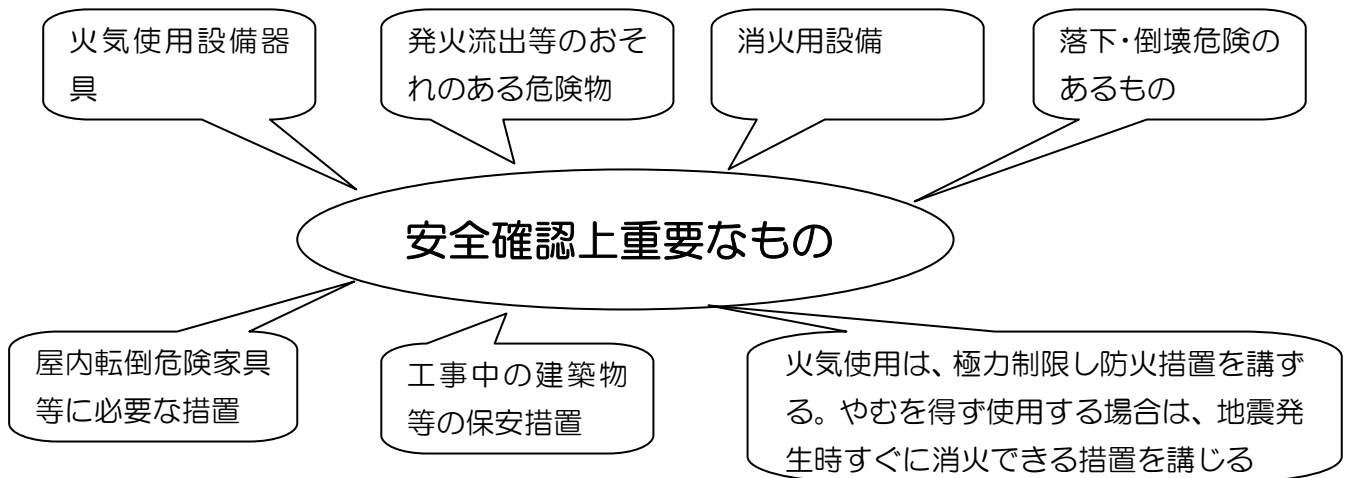 火気使用設備器
具
発火流出等のおそ
れのある危険物
消火用設備
落下・倒壊危険の
あるもの
安全確認上重要なもの
屋内転倒危険家具
等に必要な措置
工事中の建築物
等の保安措置
火気使用は、極力制限し防火措置を講ず
る。やむを得ず使用する場合は、地震発
生時すぐに消火できる措置を講じる